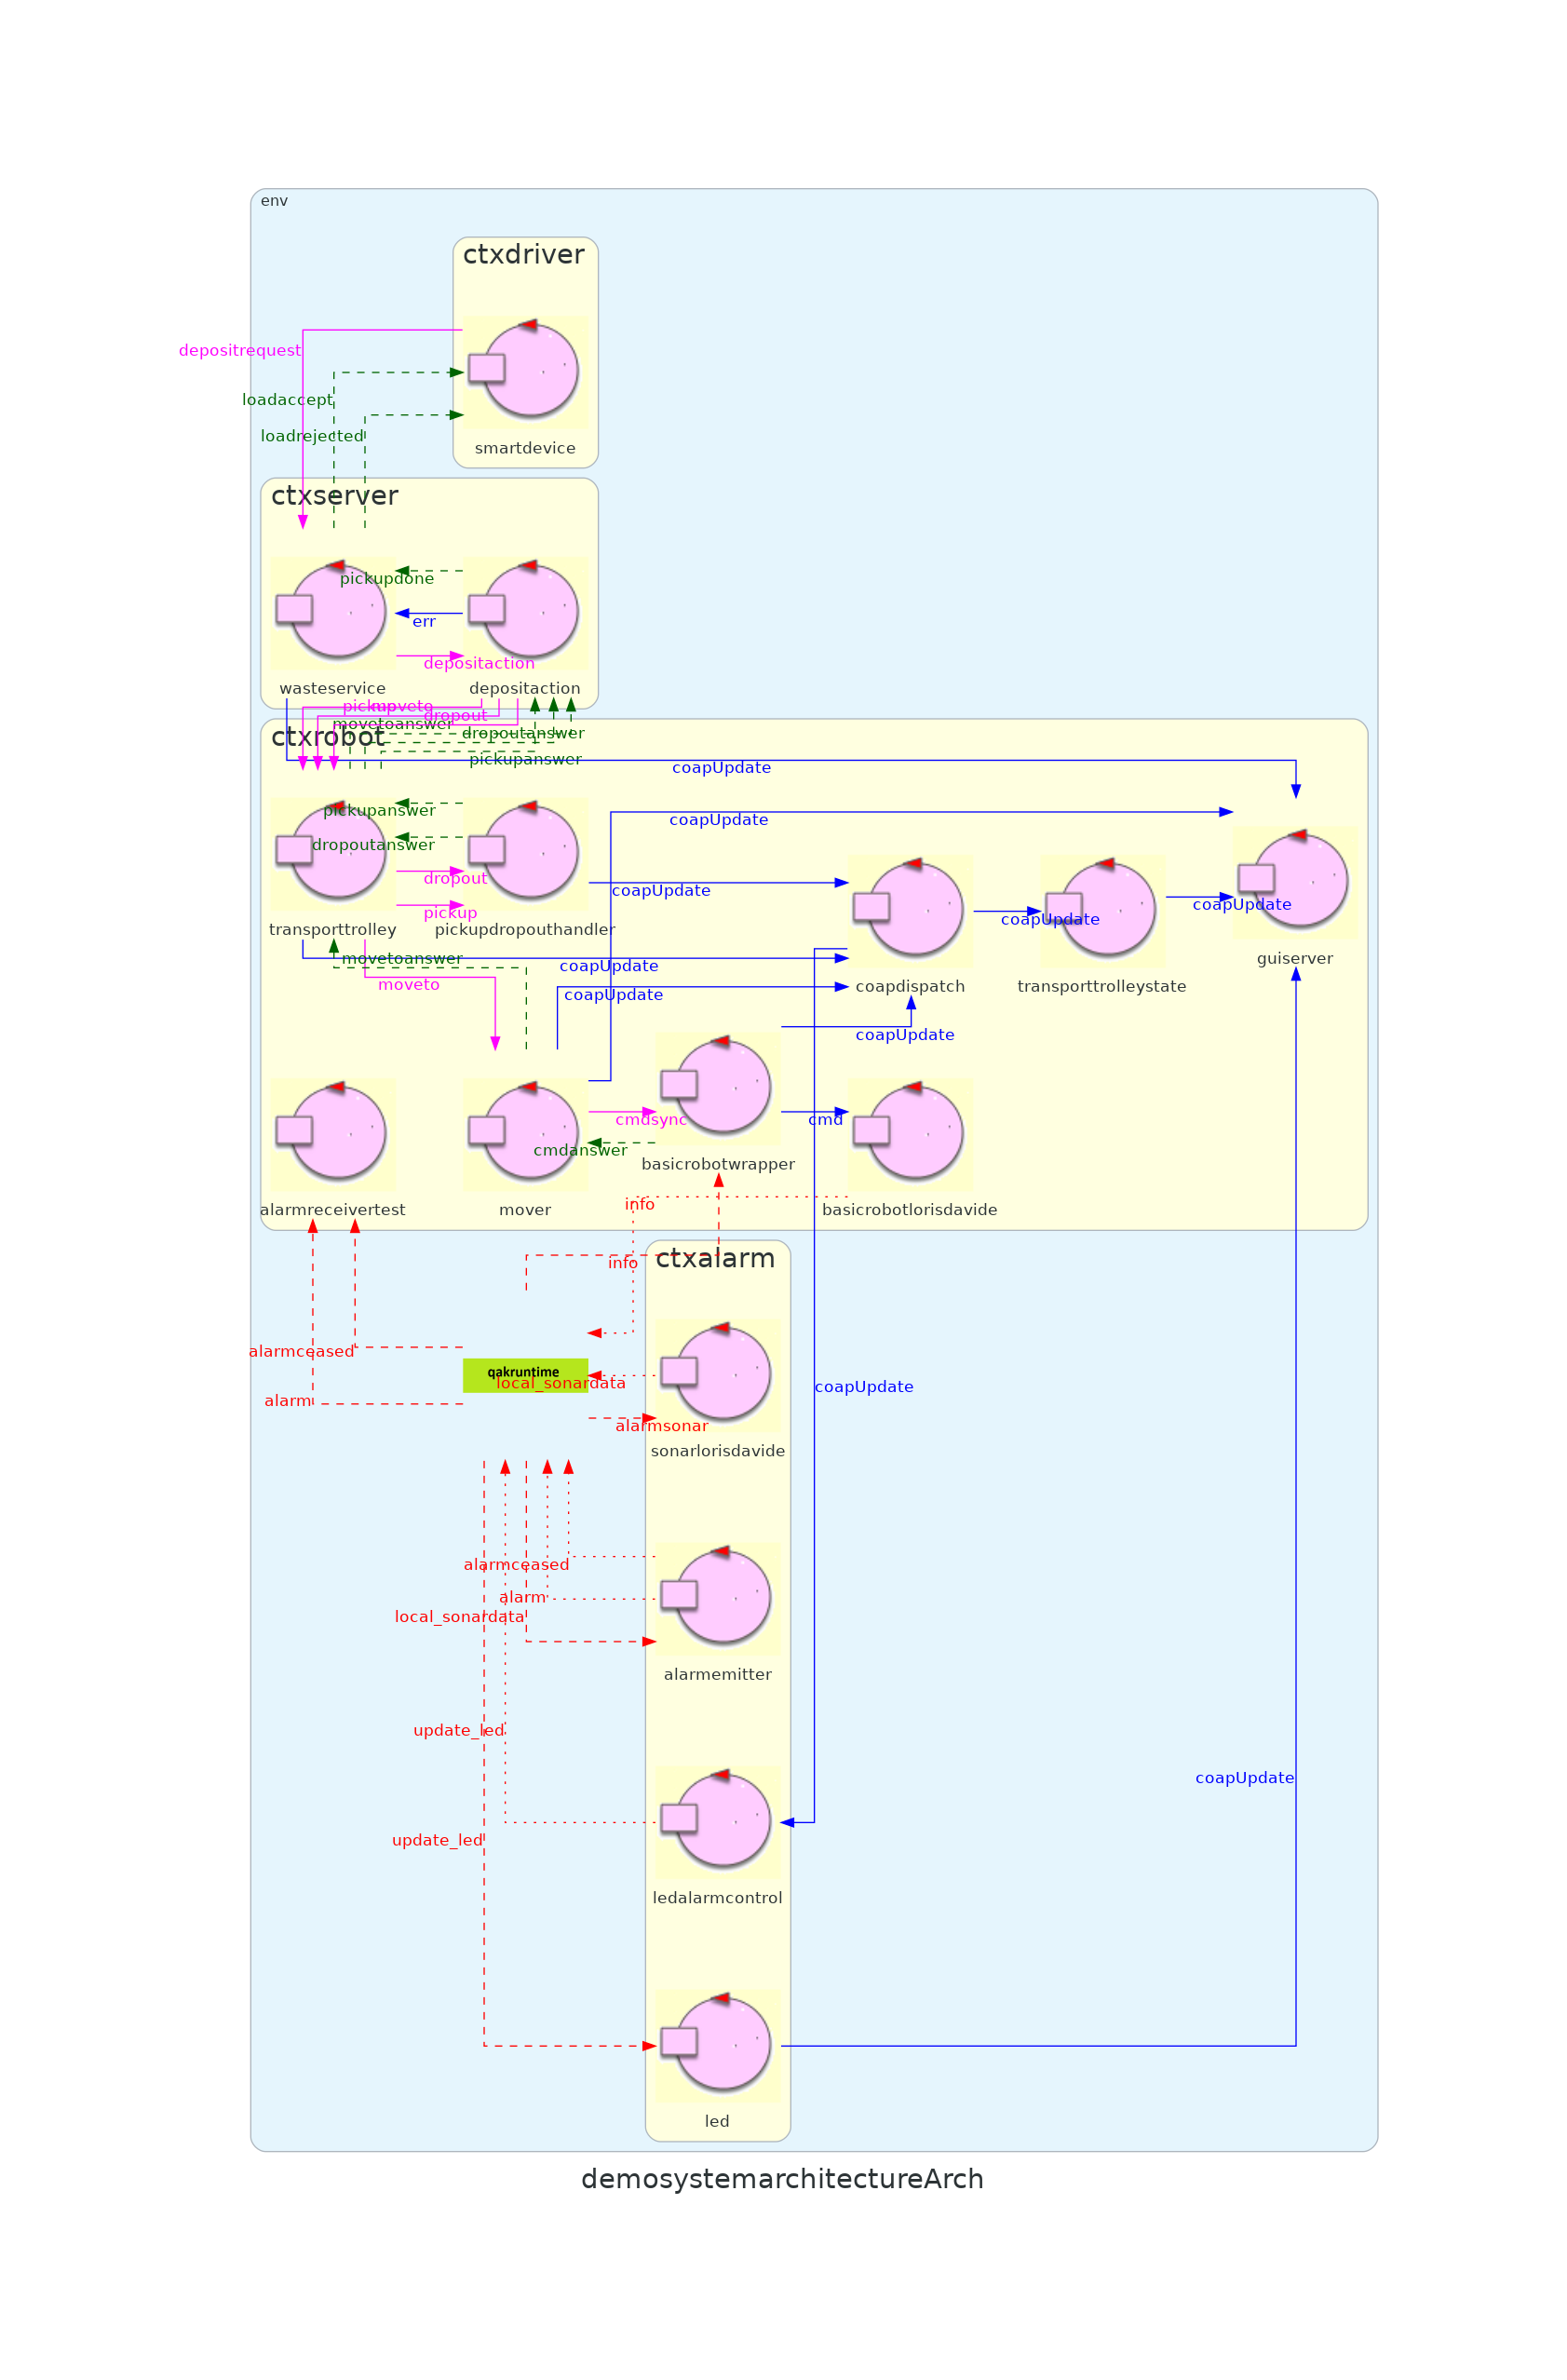 env
ctxdriver
depositrequest
loadaccept
loadrejected
smartdevice
ctxserver
pickupdone
err
depositaction
wasteservice
depositaction
pickup
moveto
dropout
movetoanswer
dropoutanswer
ctxrobot
pickupanswer
coapUpdate
pickupanswer
coapUpdate
dropoutanswer
dropout
coapUpdate
coapUpdate
pickup
coapUpdate
transporttrolley
pickupdropouthandler
movetoanswer
coapUpdate
guiserver
moveto
coapUpdate
coapdispatch
transporttrolleystate
coapUpdate
cmdsync
cmd
cmdanswer
basicrobotwrapper
info
alarmreceivertest
mover
basicrobotlorisdavide
info
ctxalarm
alarmceased
qakruntime
local_sonardata
coapUpdate
alarm
alarmsonar
sonarlorisdavide
alarmceased
alarm
local_sonardata
alarmemitter
update_led
coapUpdate
update_led
ledalarmcontrol
led
demosystemarchitectureArch